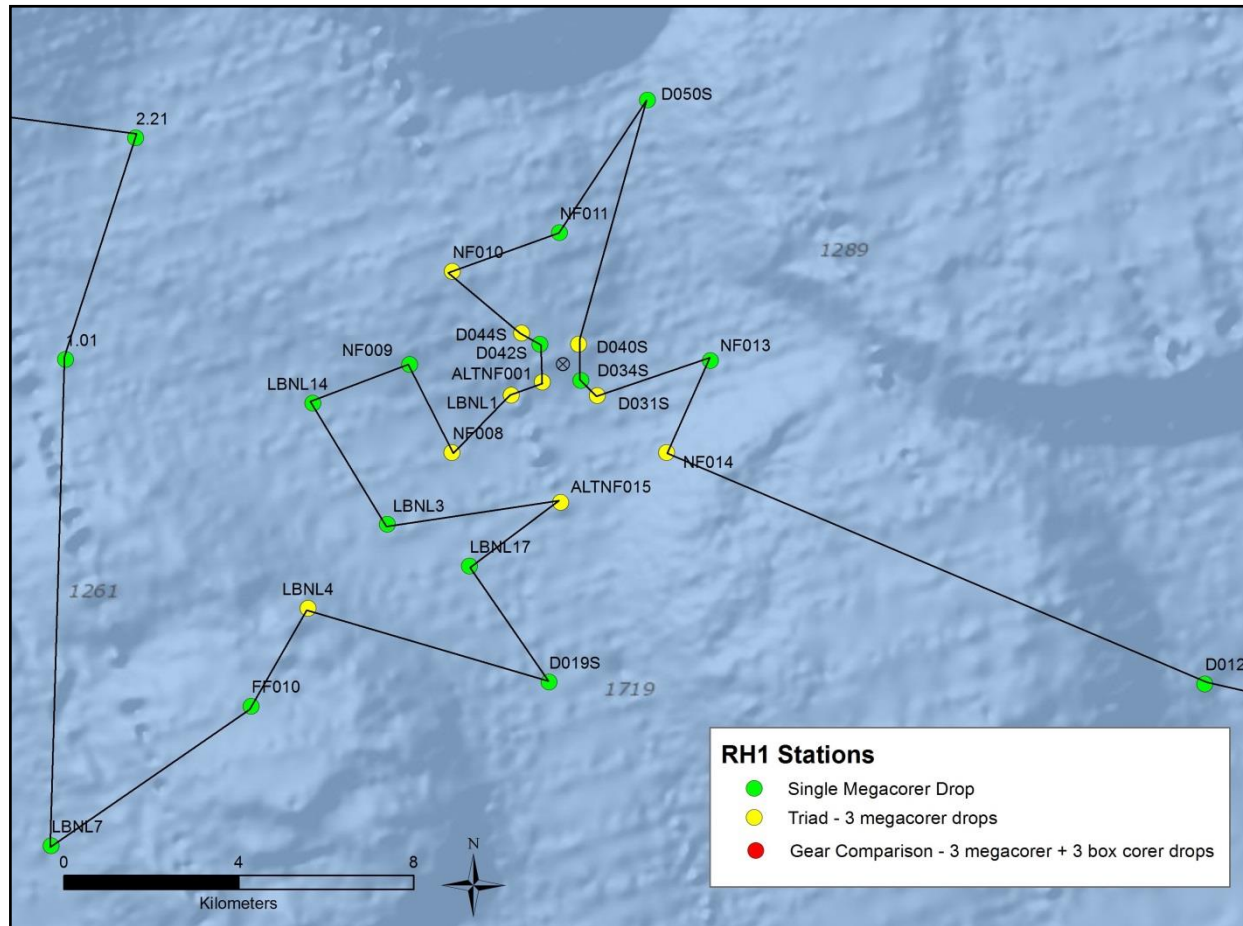 D050S
2.21
NF011
1289
NF010
D044S
D040S
1.01
D042S
NF013
NF009
ALTNF001
D034S
LBNL14
LBNL1
D031S
NF008
NF014
ALTNF015
LBNL3
LBNL17
1261
LBNL4
D019S
1719
D012
FF010
LBNL7
RH1 Stations
Single Megacorer Drop
Triad - 3 megacorer drops
Gear Comparison - 3 megacorer + 3 box corer drops
N
0 4 8
Kilometers